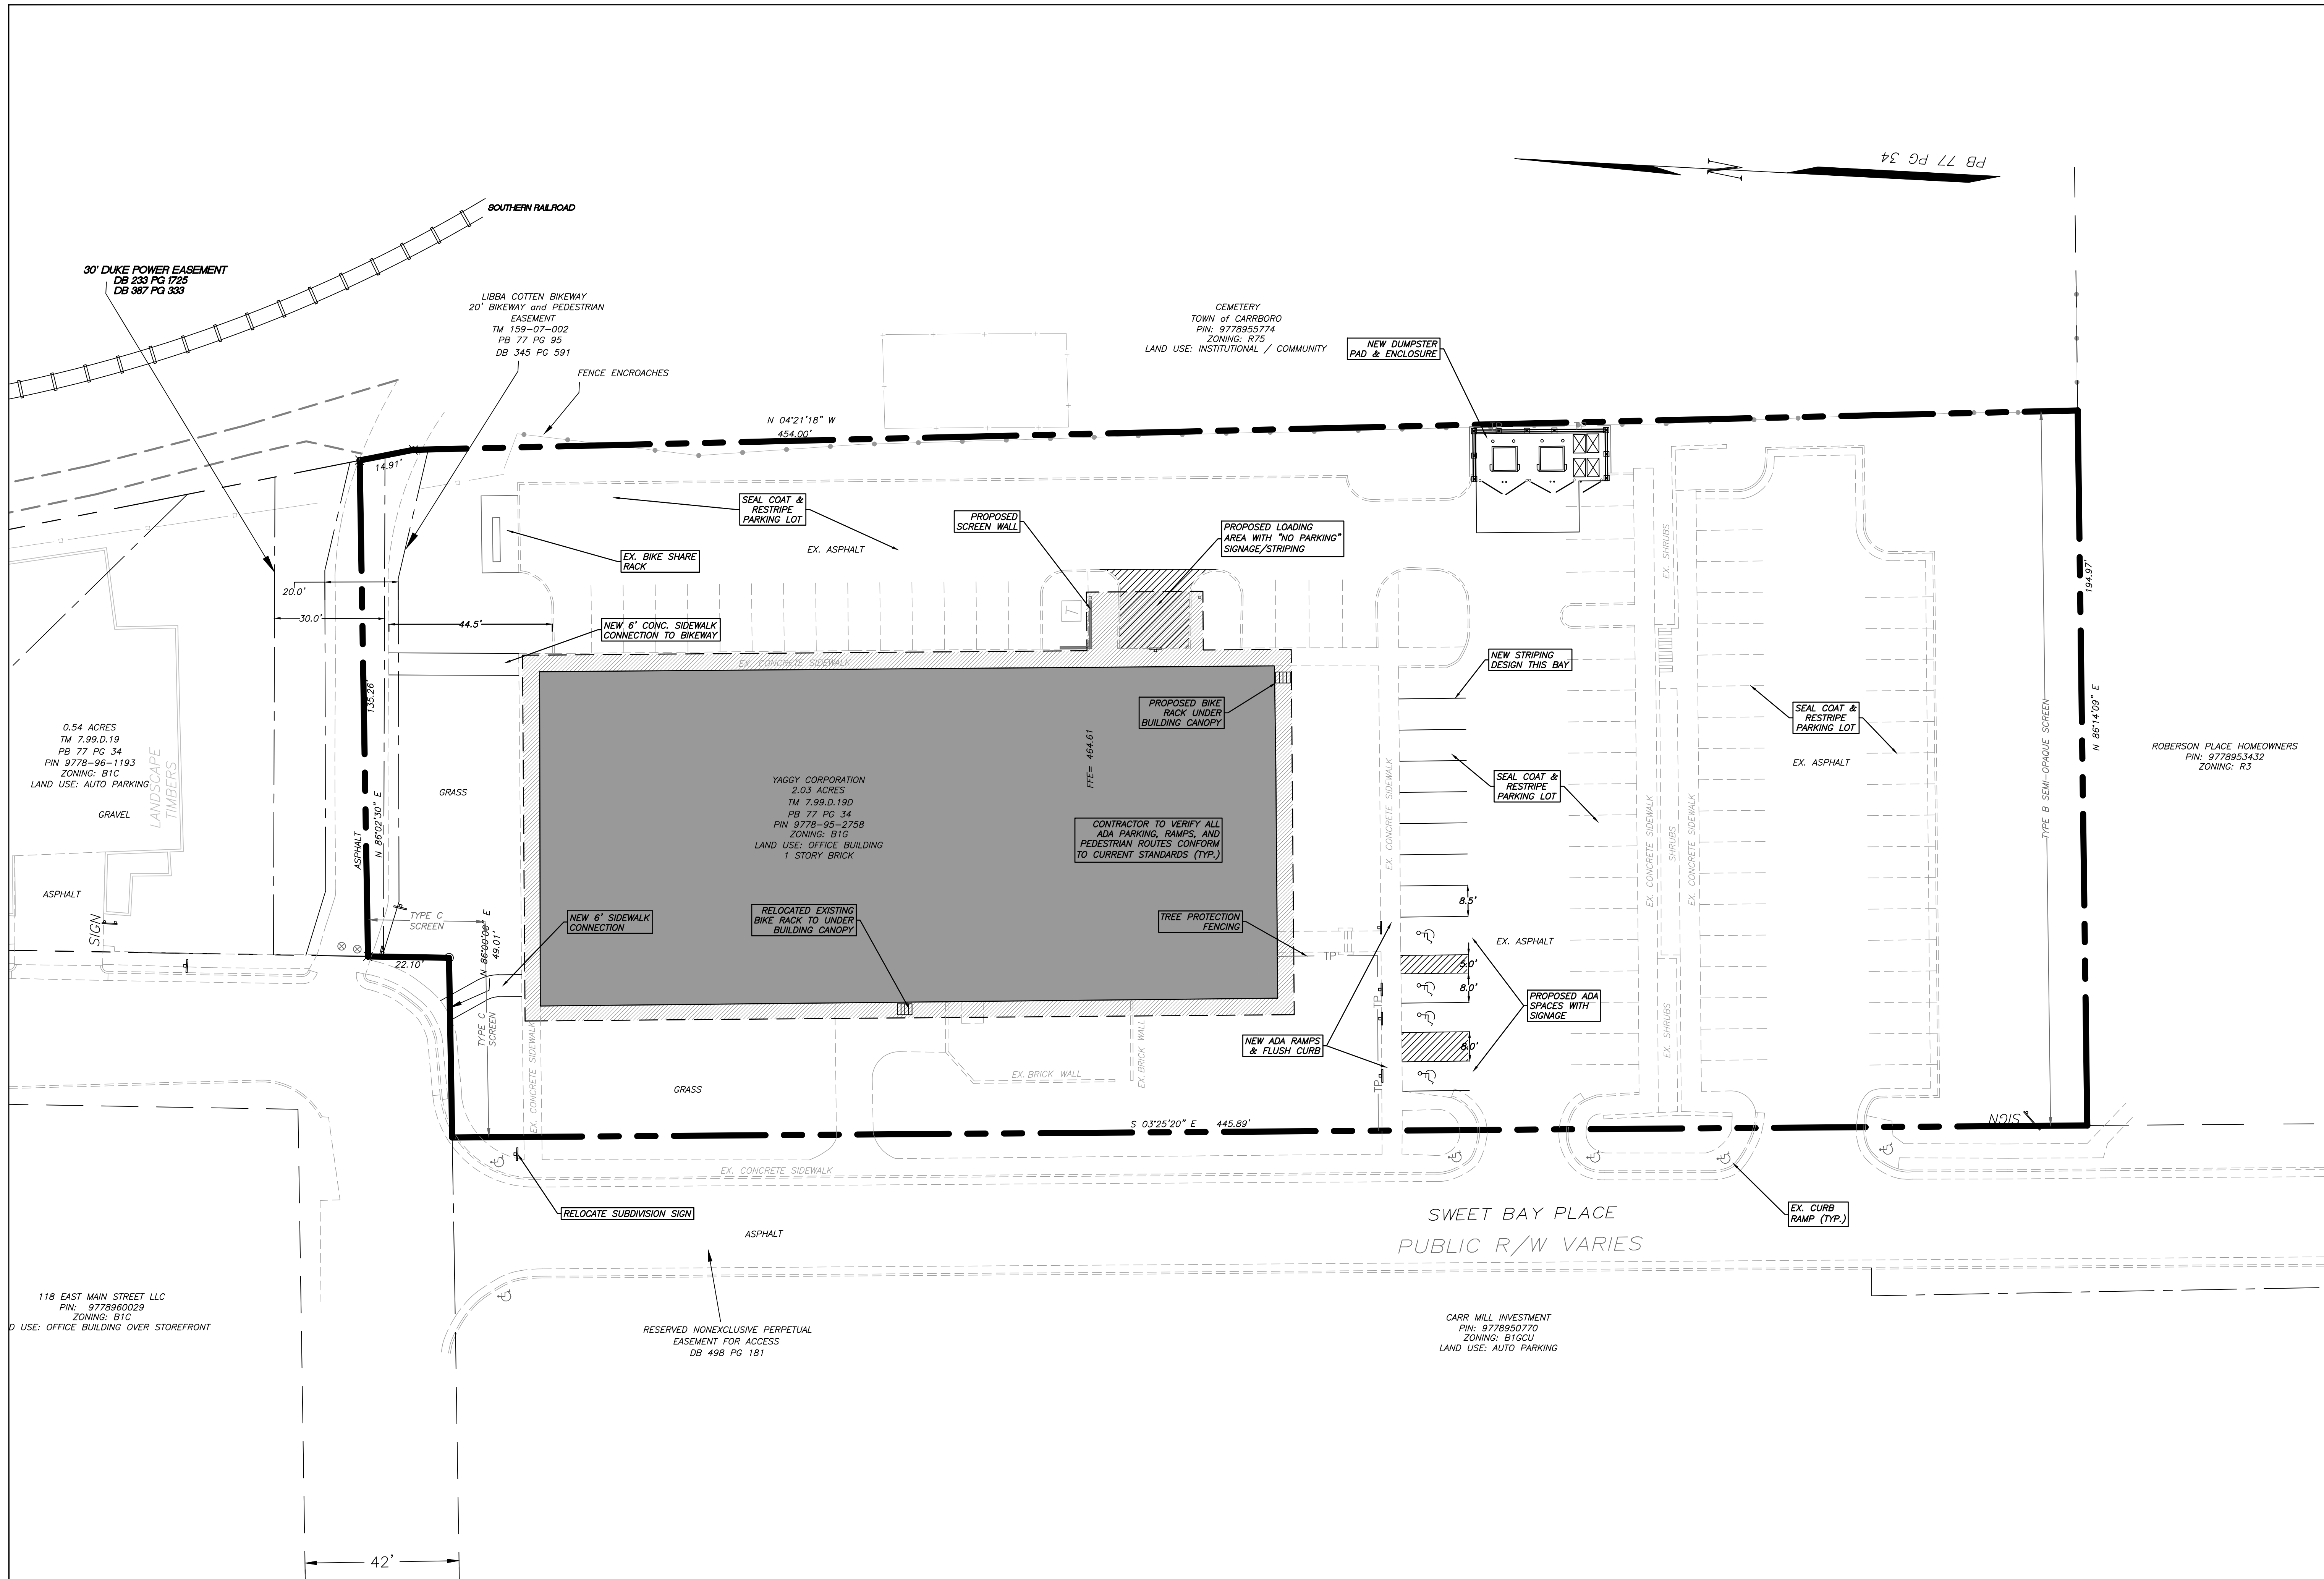 PB 77 PG 34
N
SOUTHERN RAILROAD
30' DUKE POWER EASEMENT
DB 233 PG 1725
DB 387 PG 333
LIBBA COTTEN BIKEWAY
20' BIKEWAY and PEDESTRIAN
EASEMENT
TM 159-07-002
PB 77 PG 95
DB 345 PG 591
FENCE ENCROACHES
CEMETERY
TOWN of CARRBORO
PIN: 9778955774
ZONING: R75
LAND USE: INSTITUTIONAL / COMMUNITY
NEW DUMPSTER
PAD & ENCLOSURE
N 04°21'18" W
454.00'
14.91'
SEAL COAT &
RESTRIPE
PARKING LOT
PROPOSED
SCREEN WALL
PROPOSED LOADING
AREA WITH "NO PARKING"
SIGNAGE/STRIPING
EX. ASPHALT
EX. BIKE SHARE
RACK
20.0'
30.0'
44.5'
T
NEW 6' CONC. SIDEWALK
CONNECTION TO BIKEWAY
EX. CONCRETE SIDEWALK
EX. SHRUBS
194.97'
N 86°14'09" E
NEW STRIPING
DESIGN THIS BAY
PROPOSED BIKE
RACK UNDER
BUILDING CANOPY
135.26'
N 86°02'30" E
ASPHALT
0.54 ACRES
TM 7.99.D.19
PB 77 PG 34
PIN 9778-96-1193
ZONING: B1C
LAND USE: AUTO PARKING
GRAVEL
LANDSCAPE
TIMBERS
GRASS
YAGGY CORPORATION
2.03 ACRES
TM 7.99.D.19D
PB 77 PG 34
PIN 9778-95-2758
ZONING: B1G
LAND USE: OFFICE BUILDING
1 STORY BRICK
FFE= 464.61
CONTRACTOR TO VERIFY ALL
ADA PARKING, RAMPS, AND
PEDESTRIAN ROUTES CONFORM
TO CURRENT STANDARDS (TYP.)
EX. CONCRETE SIDEWALK
SEAL COAT &
RESTRIPE
PARKING LOT
EX. CONCRETE SIDEWALK
SHRUBS
EX. CONCRETE SIDEWALK
SEAL COAT &
RESTRIPE
PARKING LOT
EX. ASPHALT
TYPE B SEMI-OPAQUE SCREEN
ROBERSON PLACE HOMEOWNERS
PIN: 9778953432
ZONING: R3
ASPHALT
SIGN
TYPE C
SCREEN
22.10'
N 86°00'08" E
49.01'
NEW 6' SIDEWALK
CONNECTION
RELOCATED EXISTING
BIKE RACK TO UNDER
BUILDING CANOPY
TREE PROTECTION
FENCING
TP
8.5'
EX. ASPHALT
5.0'
8.0'
8.0'
PROPOSED ADA
SPACES WITH
SIGNAGE
NEW ADA RAMPS
& FLUSH CURB
TP
TP
EX. SHRUBS
TYPE C
SCREEN
EX. CONCRETE SIDEWALK
GRASS
EX. BRICK WALL
EX. BRICK WALL
S 03°25'20" E 445.89'
SIGN
EX. CONCRETE SIDEWALK
RELOCATE SUBDIVISION SIGN
ASPHALT
SWEET BAY PLACE
PUBLIC R/W VARIES
EX. CURB
RAMP (TYP.)
118 EAST MAIN STREET LLC
PIN: 9778960029
ZONING: B1C
D USE: OFFICE BUILDING OVER STOREFRONT
RESERVED NONEXCLUSIVE PERPETUAL
EASEMENT FOR ACCESS
DB 498 PG 181
CARR MILL INVESTMENT
PIN: 9778950770
ZONING: B1GCU
LAND USE: AUTO PARKING
42'